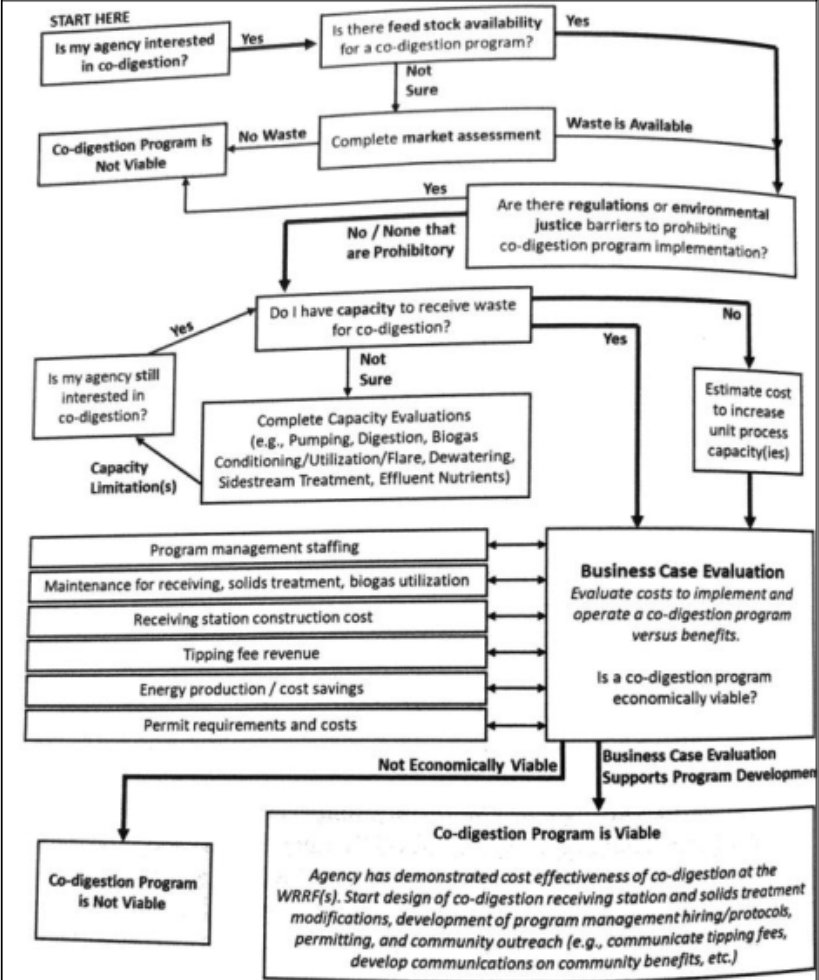 START HERE
Is my agency interested
in co-digestion?
Yes
Is there feed stock availability
for a co-digestion program?
Yes
Not
Sure
Co-digestion Program is
Not Viable
No Waste
Complete market assessment
Waste is Available
Yes
Are there regulations or environmental
justice barriers to prohibiting
co-digestion program implementation?
No / None that
are Prohibitory
Do I have capacity to receive waste
for co-digestion?
No
Yes
Yes
Not
Sure
Is my agency still
interested in
co-digestion?
Estimate cost
to increase
unit process
capacity(ies)
Complete Capacity Evaluations
(e.g., Pumping, Digestion, Biogas
Conditioning/Utilization/Flare, Dewatering,
Sidestream Treatment, Effluent Nutrients)
Capacity
Limitation(s)
Program management staffing
Maintenance for receiving, solids treatment, biogas utilization
Receiving station construction cost
Tipping fee revenue
Energy production / cost savings
Permit requirements and costs
Business Case Evaluation
Evaluate costs to implement and
operate a co-digestion program
versus benefits.
Is a co-digestion program
economically viable?
Not Economically Viable
Business Case Evaluation
Supports Program Developmen
Co-digestion Program
is Not Viable
Co-digestion Program is Viable
Agency has demonstrated cost effectiveness of co-digestion at the
WRRF(s). Start design of co-digestion receiving station and solids treatment
modifications, development of program management hiring/protocols,
permitting, and community outreach (e.g., communicate tipping fees,
develop communications on community benefits, etc.)